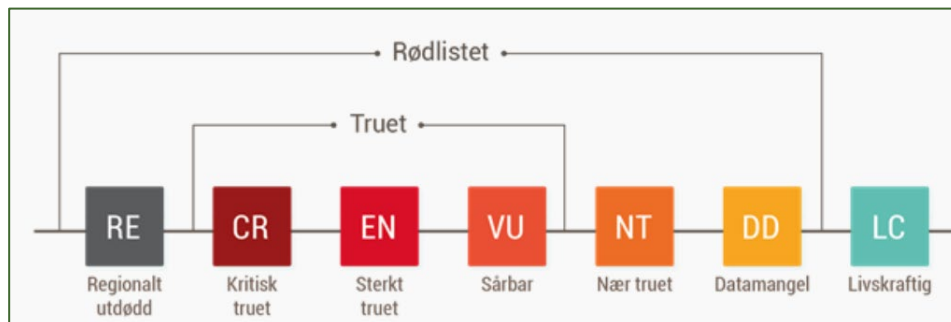 Rødlistet
Truet
RE CR EN VU NT DD LC
Regionalt utdødd
Kritisk truet
Sterkt truet
Sårbar
Nær truet
Datamangel
Livskraftig